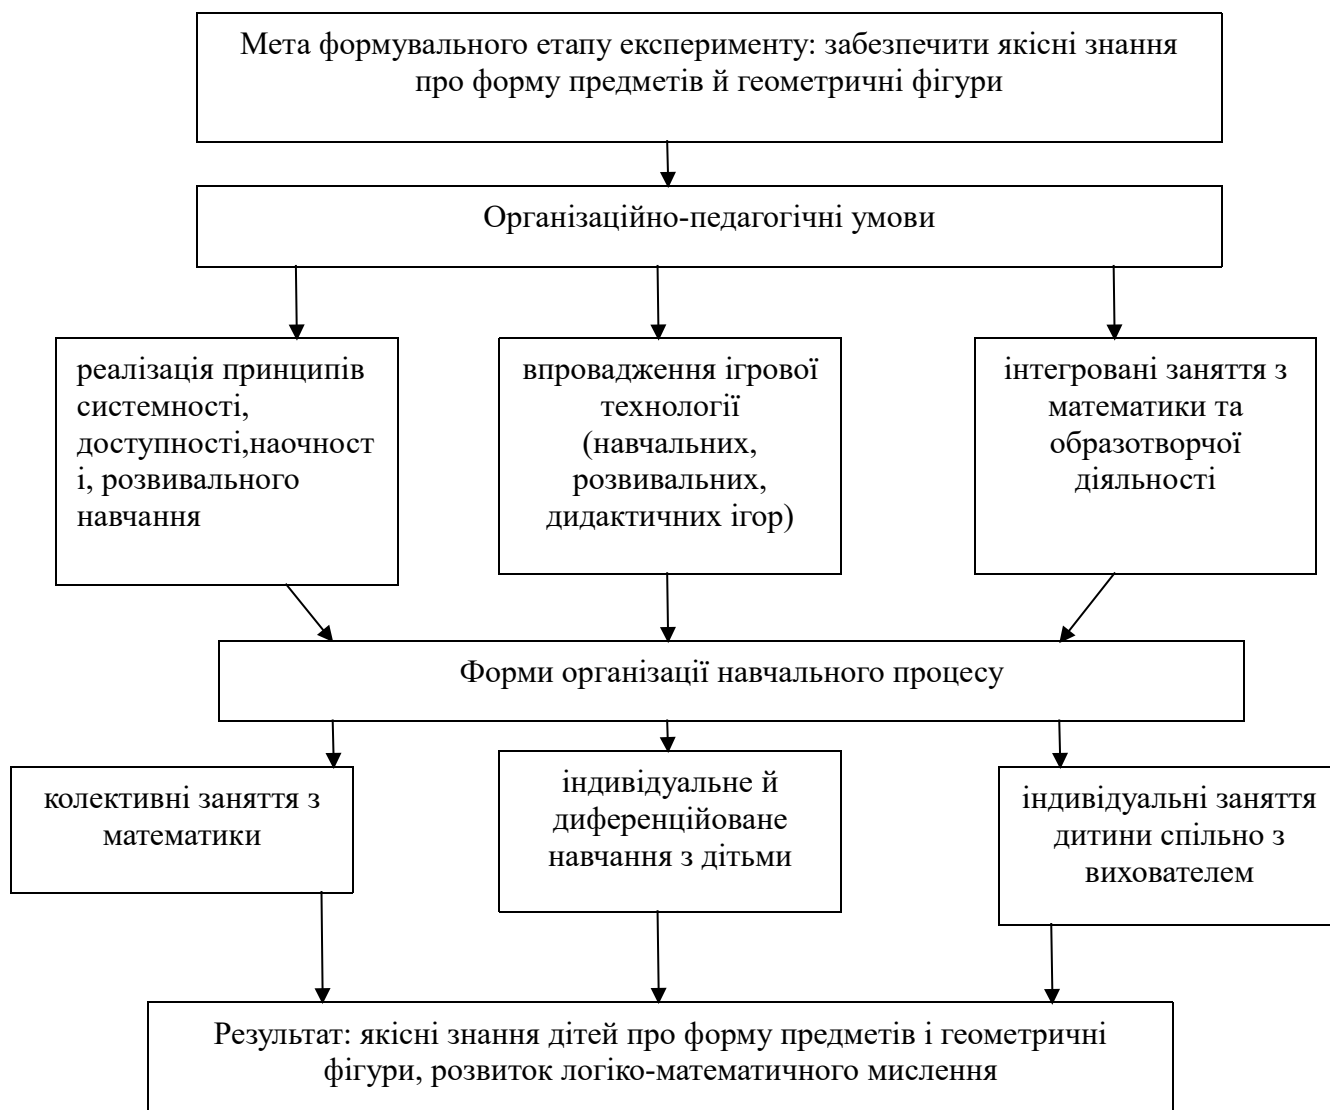 Мета формувального етапу експерименту: забезпечити якісні знання
про форму предметів й геометричні фігури
Організаційно-педагогічні умови
реалізація принципів
системності,
доступності,наочност
і, розвивального
навчання
впровадження ігрової
технології
(навчальних,
розвивальних,
дидактичних ігор)
інтегровані заняття з
математики та
образотворчої
діяльності
Форми організації навчального процесу
колективні заняття з
математики
індивідуальне й
диференційоване
навчання з дітьми
індивідуальні заняття
дитини спільно з
вихователем
Результат: якісні знання дітей про форму предметів і геометричні
фігури, розвиток логіко-математичного мислення